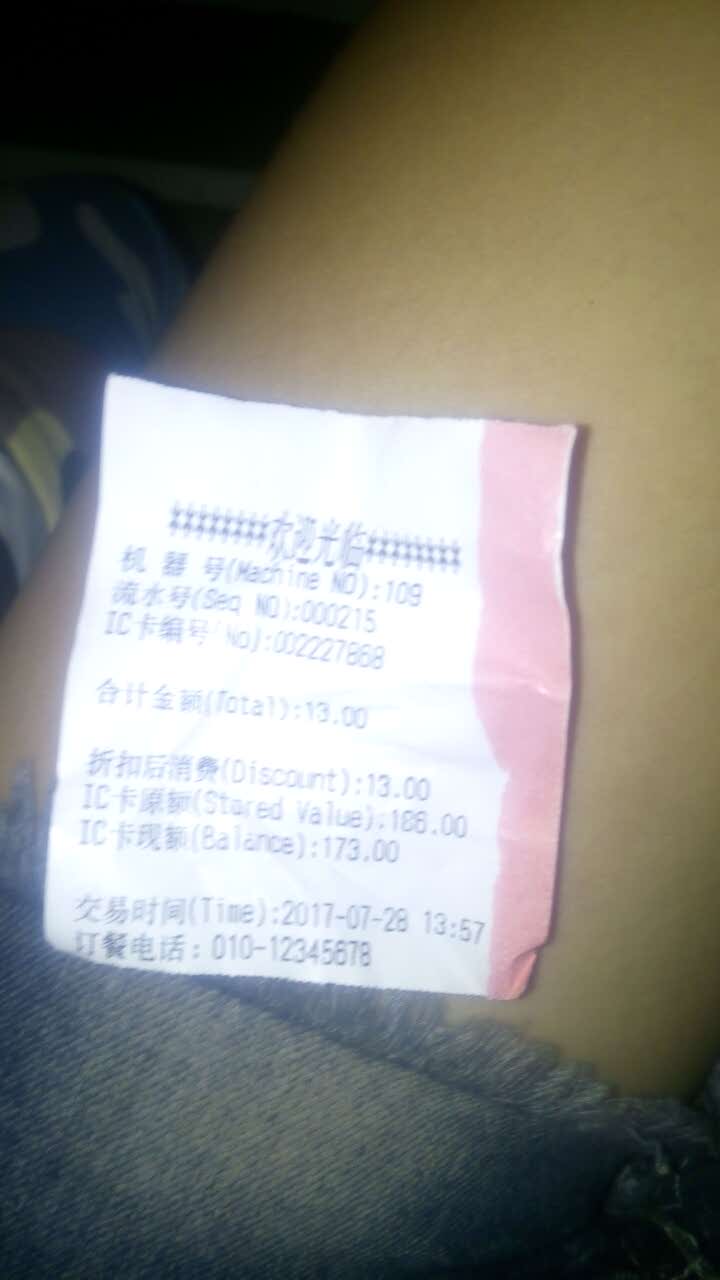 ********欢迎光临********
机 器 号(Machine NO):109
流水号(Seq NO):000215
IC卡编号(No):002227868
合计金额(Total):13.00
折扣后消费(Discount):13.00
IC卡原额(Stared Value):186.00
IC卡现额(Balance):173.00
交易时间(Time):2017-07-28 13:57
订餐电话：010-12345678